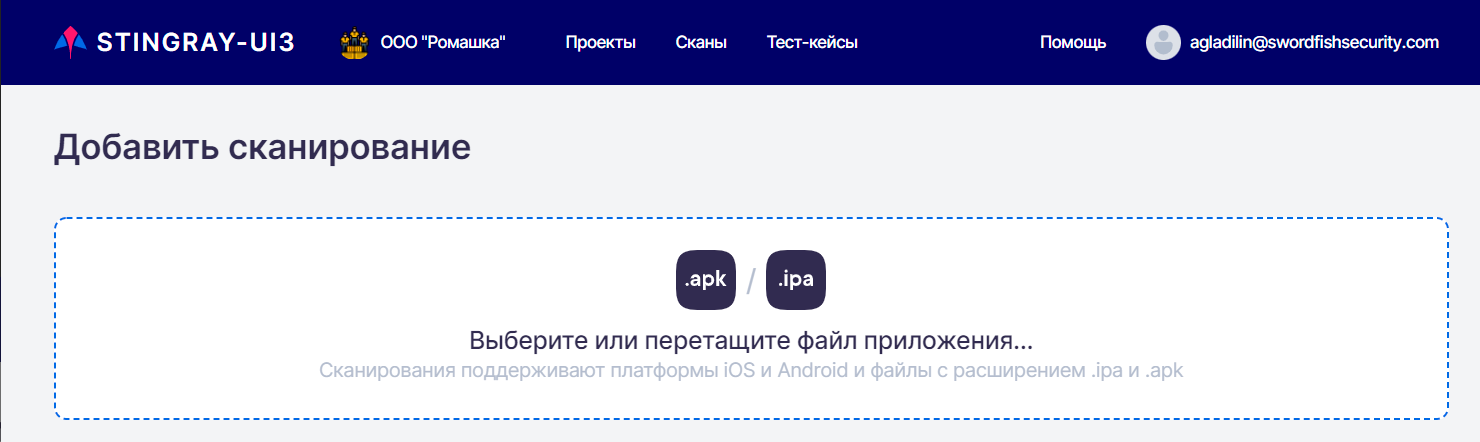 STINGRAY-UI3 ООО "Ромашка" Проекты Сканы Тест-кейсы Помощь agladilin@swordfishsecurity.com
Добавить сканирование
.apk / .ipa
Выберите или перетащите файл приложения...
Сканирования поддерживают платформы iOS и Android и файлы с расширением .ipa и .apk